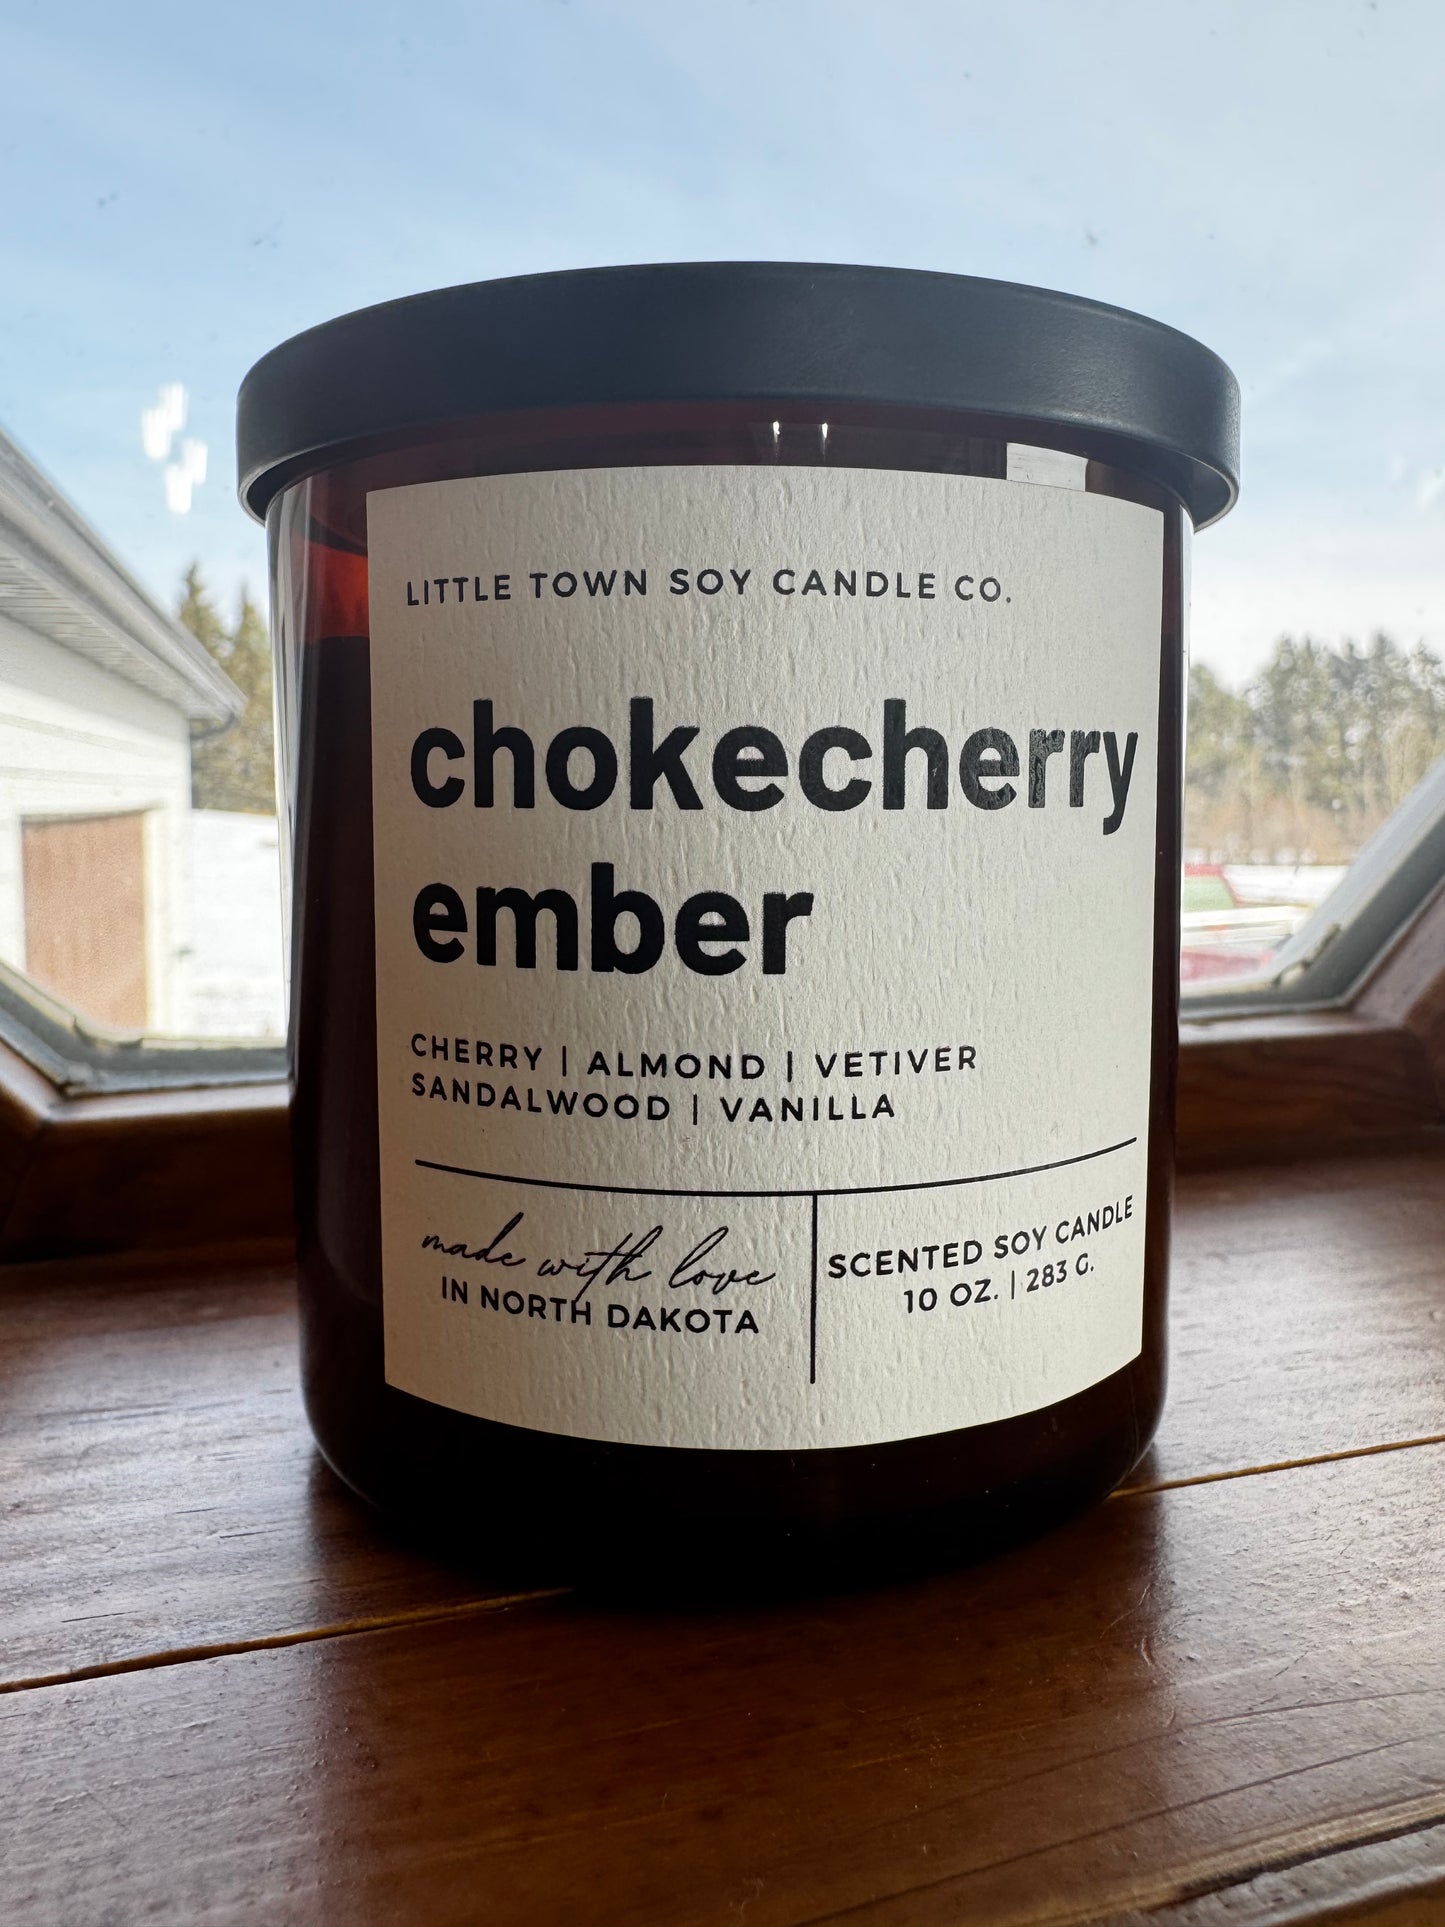 LITTLE TOWN SOY CANDLE CO.
chokecherry
ember
CHERRY | ALMOND | VETIVER
SANDALWOOD | VANILLA
made with love
IN NORTH DAKOTA
SCENTED SOY CANDLE
10 OZ. | 283 G.